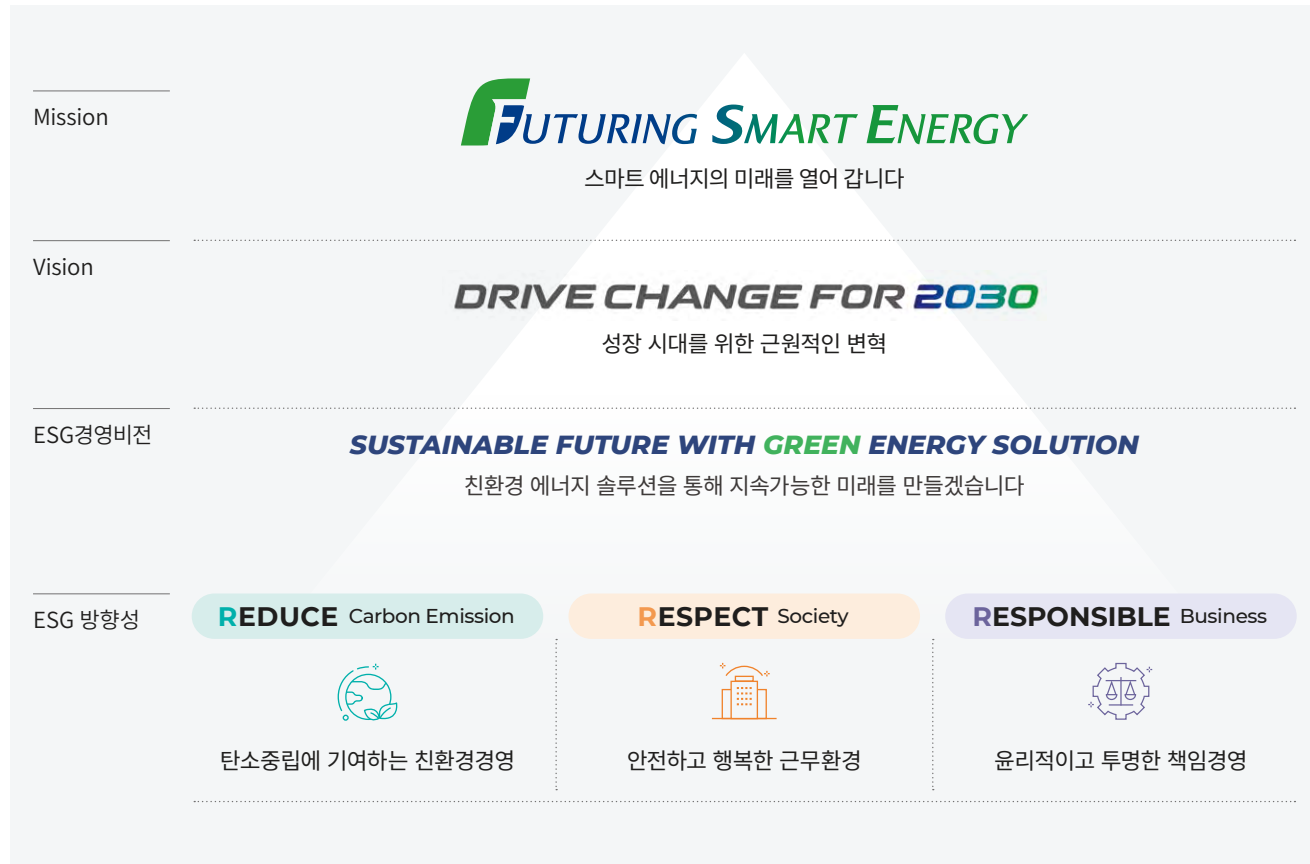 Mission
FUTURING SMART ENERGY
스마트 에너지의 미래를 열어 갑니다
Vision
DRIVE CHANGE FOR 2030
성장 시대를 위한 근원적인 변혁
ESG경영비전
SUSTAINABLE FUTURE WITH GREEN ENERGY SOLUTION
친환경 에너지 솔루션을 통해 지속가능한 미래를 만들겠습니다
ESG 방향성
REDUCE Carbon Emission
RESPECT Society
RESPONSIBLE Business
탄소중립에 기여하는 친환경경영
안전하고 행복한 근무환경
윤리적이고 투명한 책임경영